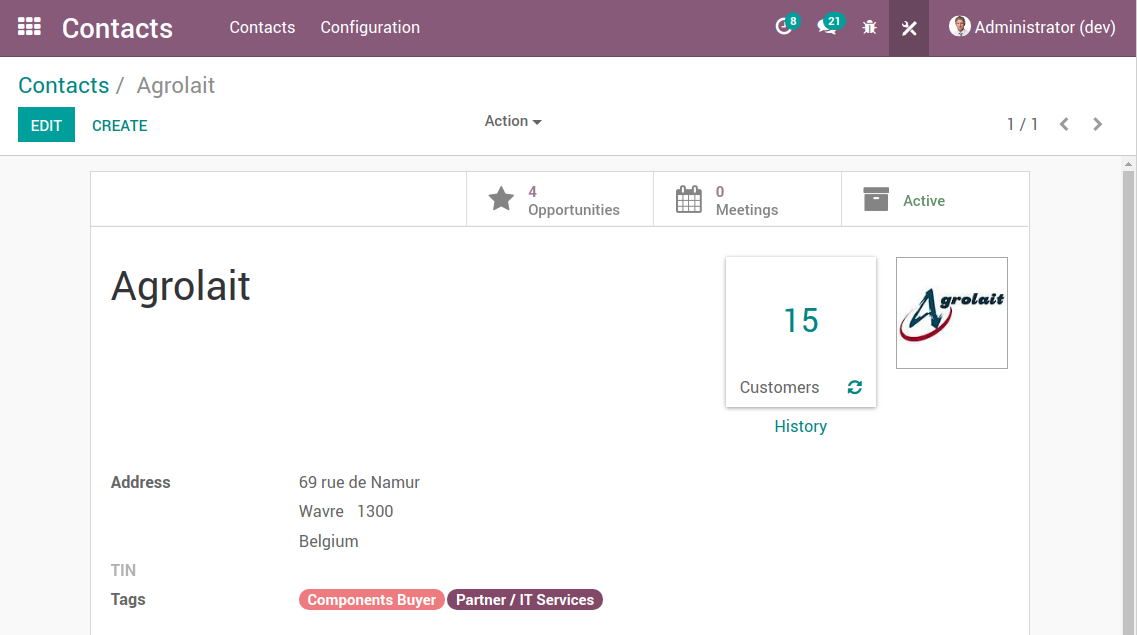 Contacts Contacts Configuration 8 21 Administrator (dev)
Contacts / Agrolait
EDIT CREATE Action 1 / 1
4 Opportunities
0 Meetings
Active
Agrolait
15
Customers
History
Agrolait
Address 69 rue de Namur
Wavre 1300
Belgium
TIN
Tags Components Buyer Partner / IT Services